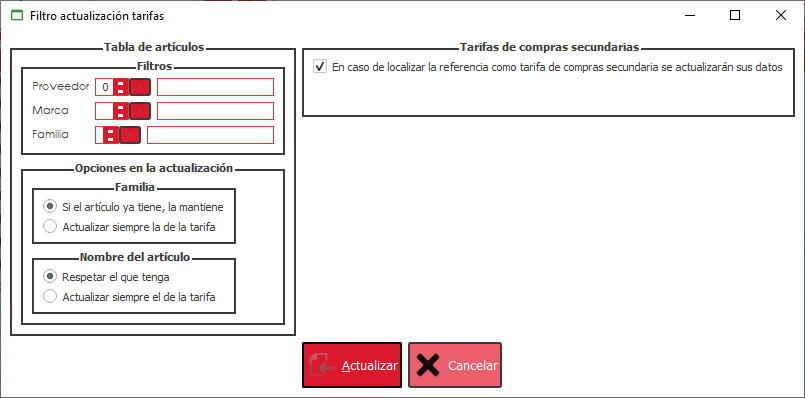 Filtro actualización tarifas
Tabla de artículos
Filtros
Proveedor 0
Marca
Familia
Opciones en la actualización
Familia
Si el artículo ya tiene, la mantiene
Actualizar siempre la de la tarifa
Nombre del artículo
Respetar el que tenga
Actualizar siempre el de la tarifa
Tarifas de compras secundarias
En caso de localizar la referencia como tarifa de compras secundaria se actualizarán sus datos
Actualizar
Cancelar